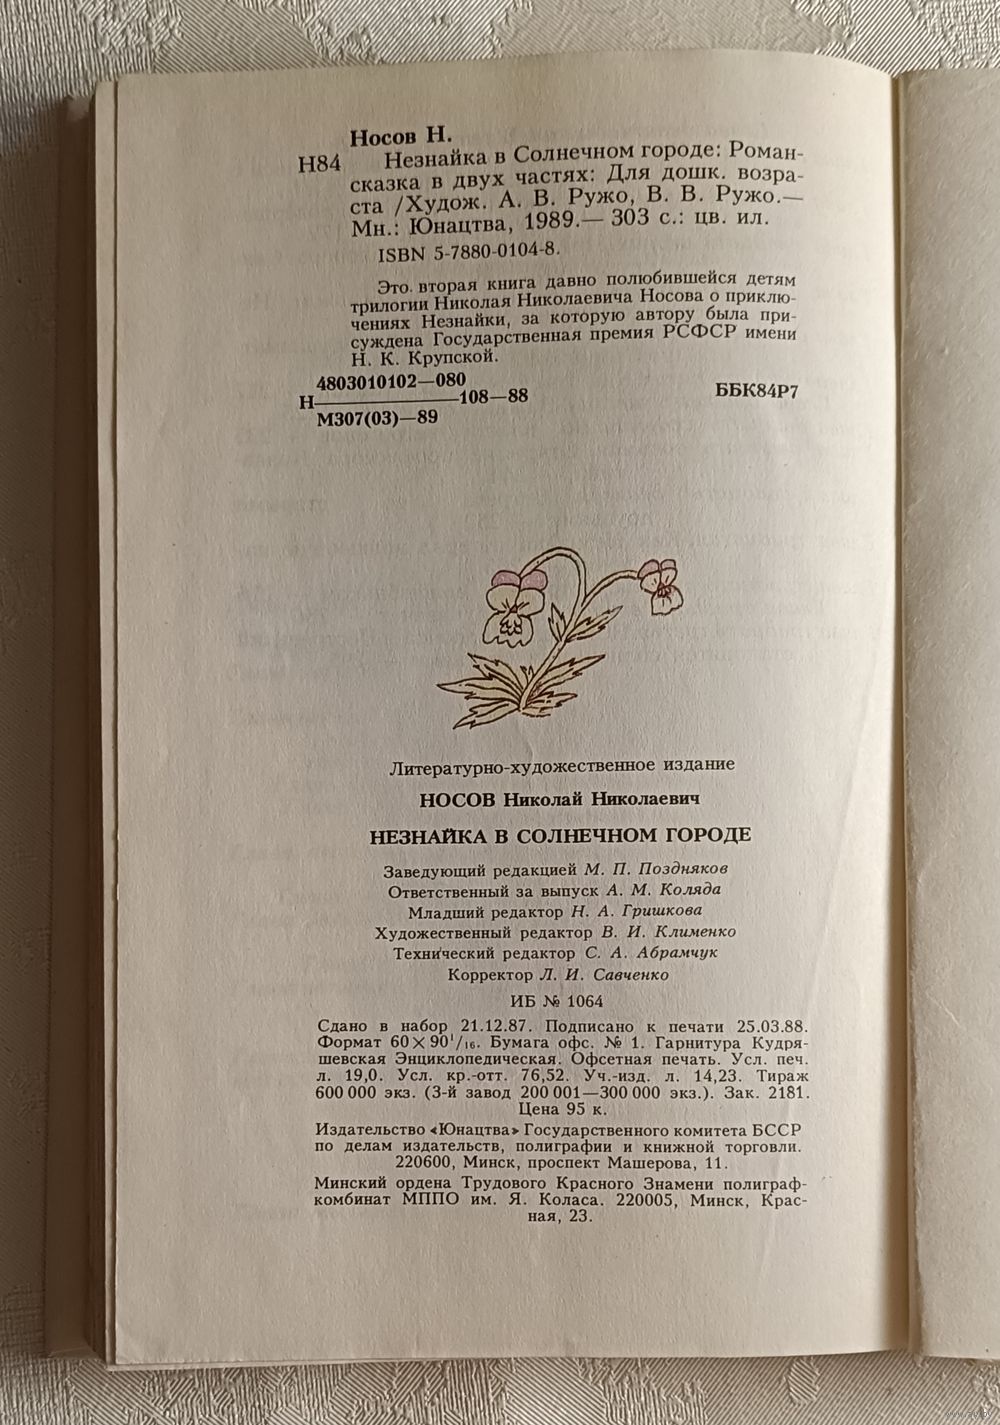 Носов Н.
Н84 Незнайка в Солнечном городе: Роман-
сказка в двух частях: Для дошк. возра-
ста /Худож. А. В. Ружо, В. В. Ружо.—
Мн.: Юнацтва, 1989.— 303 с.: цв. ил.
ISBN 5-7880-0104-8.
Это вторая книга давно полюбившейся детям
трилогии Николая Николаевича Носова о приклю-
чениях Незнайки, за которую автору была при-
суждена Государственная премия РСФСР имени
Н. К. Крупской.
4803010102—080
Н————108—88
М307(03)—89
ББК84Р7
Литературно-художественное издание
НОСОВ Николай Николаевич
НЕЗНАЙКА В СОЛНЕЧНОМ ГОРОДЕ
Заведующий редакцией М. П. Поздняков
Ответственный за выпуск А. М. Коляда
Младший редактор Н. А. Гришкова
Художественный редактор В. И. Клименко
Технический редактор С. А. Абрамчук
Корректор Л. И. Савченко
ИБ № 1064
Сдано в набор 21.12.87. Подписано к печати 25.03.88.
Формат 60×90¹/₁₆. Бумага офс. № 1. Гарнитура Кудря-
шевская Энциклопедическая. Офсетная печать. Усл. печ.
л. 19,0. Усл. кр.-отт. 76,52. Уч.-изд. л. 14,23. Тираж
600 000 экз. (3-й завод 200 001—300 000 экз.). Зак. 2181.
Цена 95 к.
Издательство «Юнацтва» Государственного комитета БССР
по делам издательств, полиграфии и книжной торговли.
220600, Минск, проспект Машерова, 11.
Минский ордена Трудового Красного Знамени полиграф-
комбинат МППО им. Я. Коласа. 220005, Минск, Крас-
ная, 23.